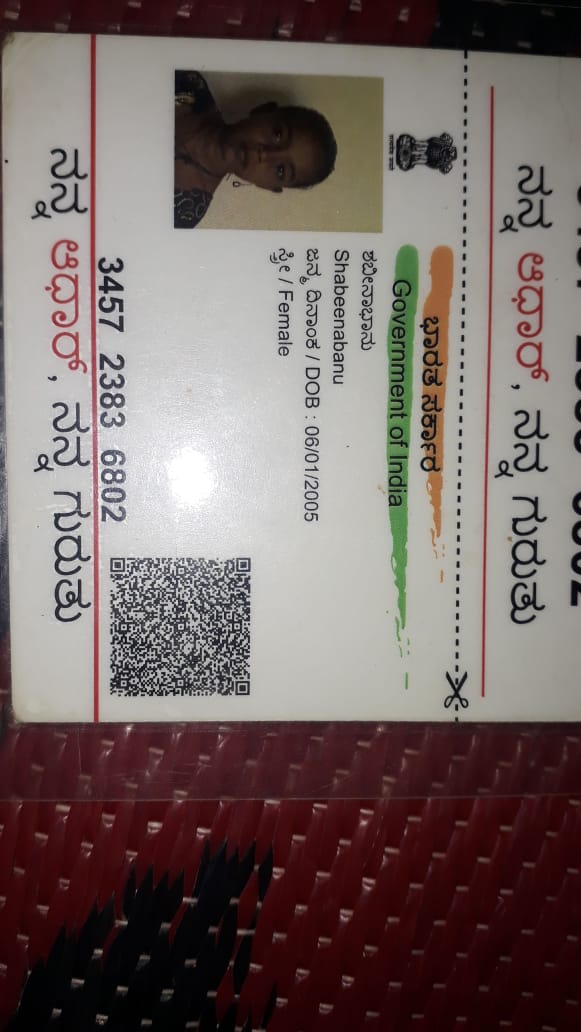 ನನ್ನ ಆಧಾರ್, ನನ್ನ ಗುರುತು
ಭಾರತ ಸರ್ಕಾರ
Government of India
ಶಬೀನಾಭಾನು
Shabeenabanu
ಜನ್ಮ ದಿನಾಂಕ / DOB : 06/01/2005
ಸ್ತ್ರೀ / Female
3457 2383 6802
ನನ್ನ ಆಧಾರ್, ನನ್ನ ಗುರುತು